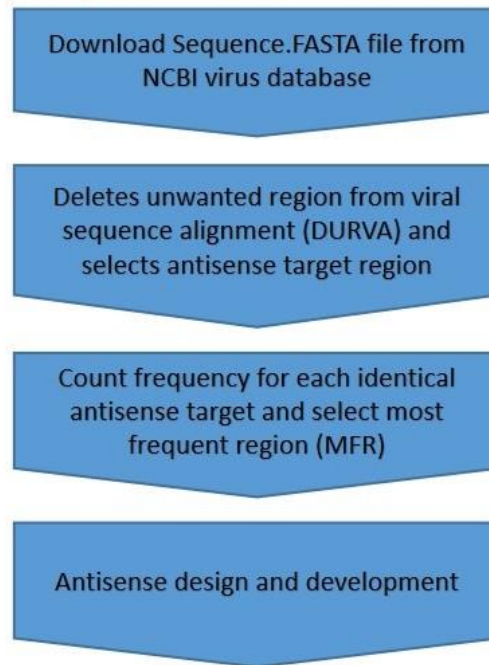 Download Sequence.FASTA file from
NCBI virus database
Deletes unwanted region from viral
sequence alignment (DURVA) and
selects antisense target region
Count frequency for each identical
antisense target and select most
frequent region (MFR)
Antisense design and development